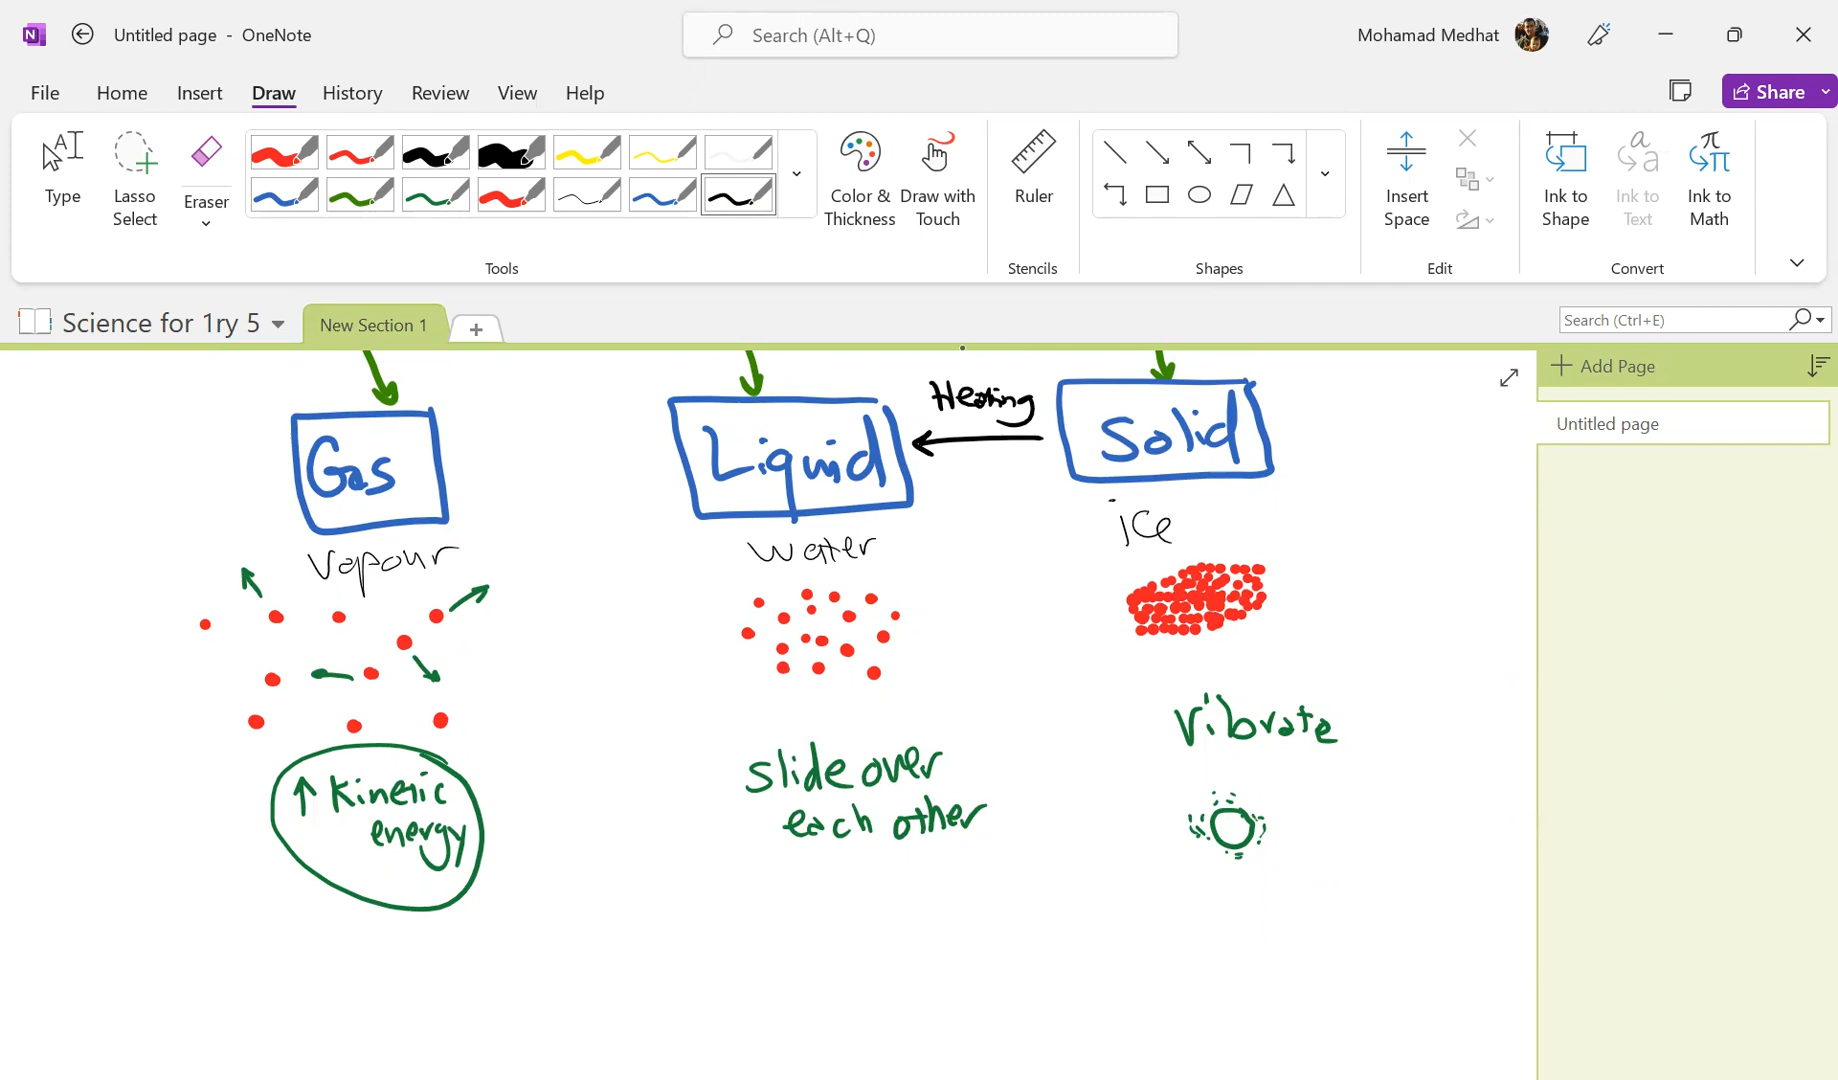 Untitled page - OneNote
Search (Alt+Q)
Mohamad Medhat
File Home Insert Draw History Review View Help
Share
Type
Lasso Select
Eraser
Color & Thickness
Draw with Touch
Ruler
Insert Space
Ink to Shape
Ink to Text
Ink to Math
Tools
Stencils
Shapes
Edit
Convert
Science for 1ry 5
New Section 1
Search (Ctrl+E)
Add Page
Untitled page
Heating
Gas
Liquid
Solid
Vapour
water
ice
Vibrate
↑ Kinetic
energy
slide over
each other